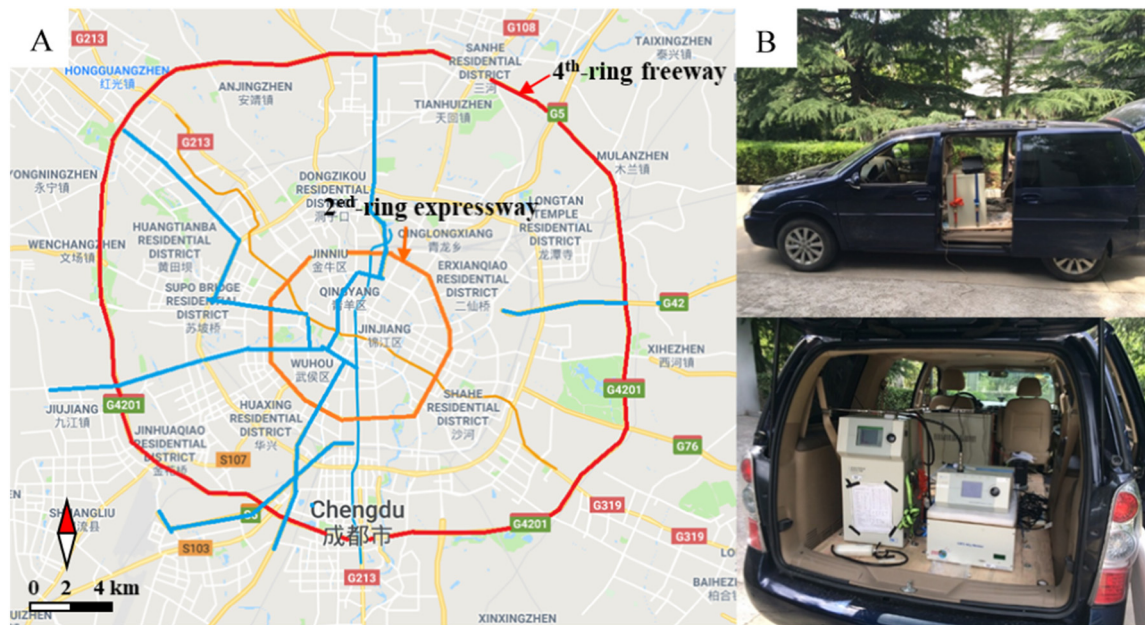 A
B
G213
G108
SANHE
RESIDENTIAL
DISTRICT
三河
TAIXINGZHEN
泰兴镇
HONGGUANGZHEN
红光镇
4th-ring freeway
ANJINGZHEN
安靖镇
TIANHUIZHEN
天回镇
G5
G213
MULANZHEN
木兰镇
YONGNINGZHEN
永宁镇
DONGZIKOU
RESIDENTIAL
DISTRICT
LONGTAN
TEMPLE
RESIDENTIAL
DISTRICT
龙潭寺
2ed-ring expressway
HUANGTIANBA
RESIDENTIAL
DISTRICT
黄田坝
QINGLONGXIANG
青龙乡
WENCHANGZHEN
文场镇
JINNIU
金牛区
ERXIANQIAO
RESIDENTIAL
DISTRICT
二仙桥
SUPO BRIDGE
RESIDENTIAL
DISTRICT
苏坡桥
QINGYANG
G42
JINJIANG
锦江区
XIHEZHEN
西河镇
WUHOU
武侯区
SHAHE
RESIDENTIAL
DISTRICT
沙河
G4201
G4201
JIUJIANG
九江镇
HUAXING
RESIDENTIAL
DISTRICT
华兴
JINHUAQIAO
RESIDENTIAL
DISTRICT
G76
S107
Chengdu
成都市
G319
G4201
G319
S103
G213
0 2 4 km
BAIHEZH
柏合镇
XINXINGZHEN